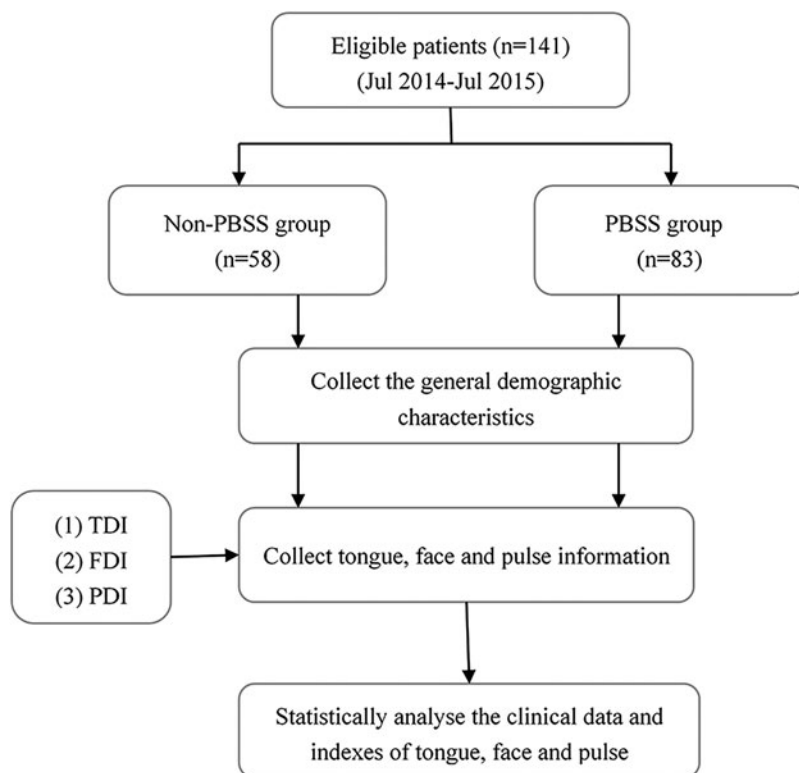 Eligible patients (n=141)
(Jul 2014-Jul 2015)
Non-PBSS group
(n=58)
PBSS group
(n=83)
Collect the general demographic
characteristics
(1) TDI
(2) FDI
(3) PDI
Collect tongue, face and pulse information
Statistically analyse the clinical data and
indexes of tongue, face and pulse